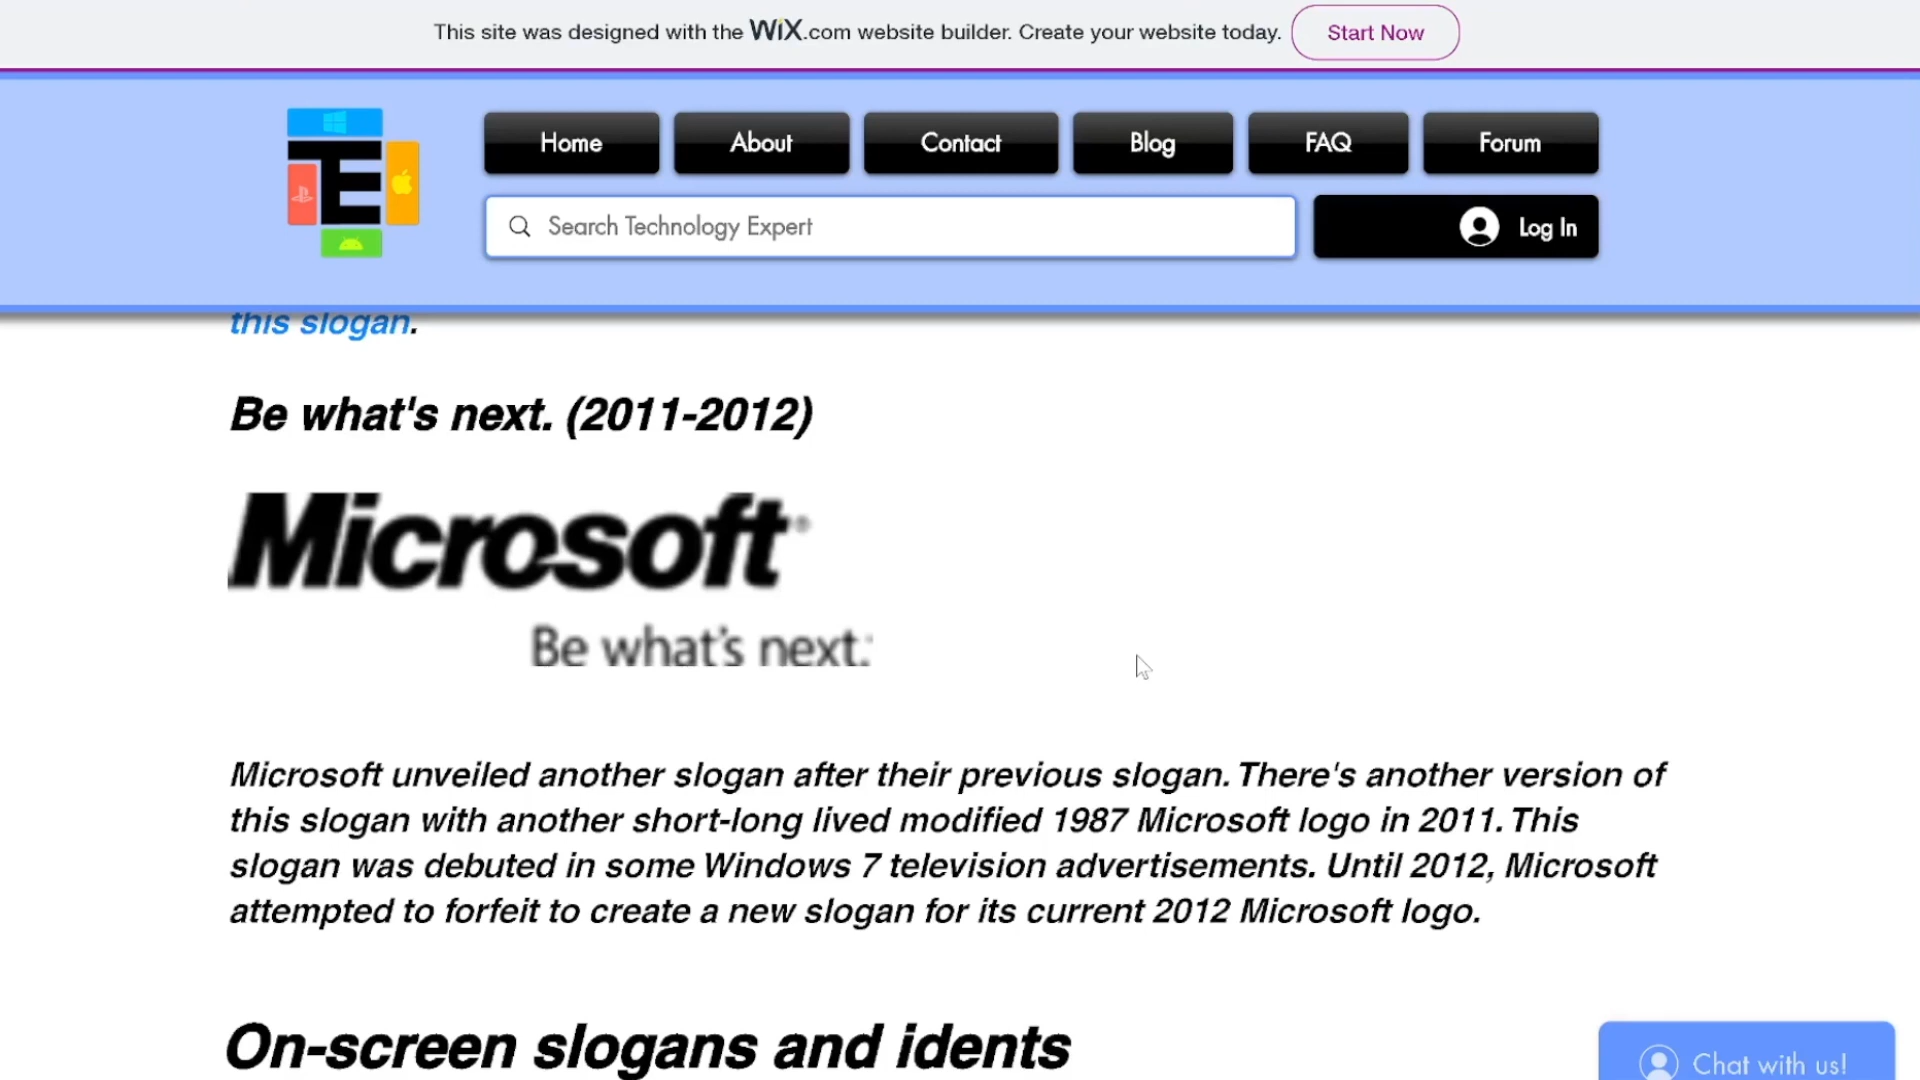 This site was designed with the WiX.com website builder. Create your website today. Start Now
Home About Contact Blog FAQ Forum
TE
Search Technology Expert Log In
this slogan.
Be what's next. (2011-2012)
Microsoft®
Be what's next.
Microsoft unveiled another slogan after their previous slogan. There's another version of
this slogan with another short-long lived modified 1987 Microsoft logo in 2011. This
slogan was debuted in some Windows 7 television advertisements. Until 2012, Microsoft
attempted to forfeit to create a new slogan for its current 2012 Microsoft logo.
On-screen slogans and idents
Chat with us!